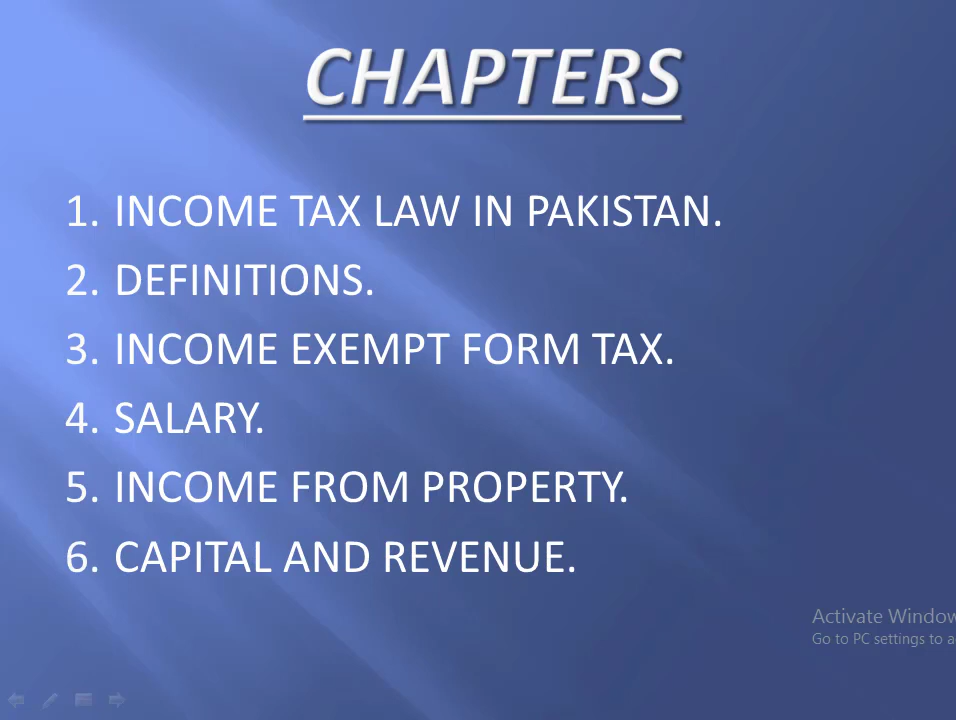 CHAPTERS
1. INCOME TAX LAW IN PAKISTAN.
2. DEFINITIONS.
3. INCOME EXEMPT FORM TAX.
4. SALARY.
5. INCOME FROM PROPERTY.
6. CAPITAL AND REVENUE.
Activate Window
Go to PC settings to a